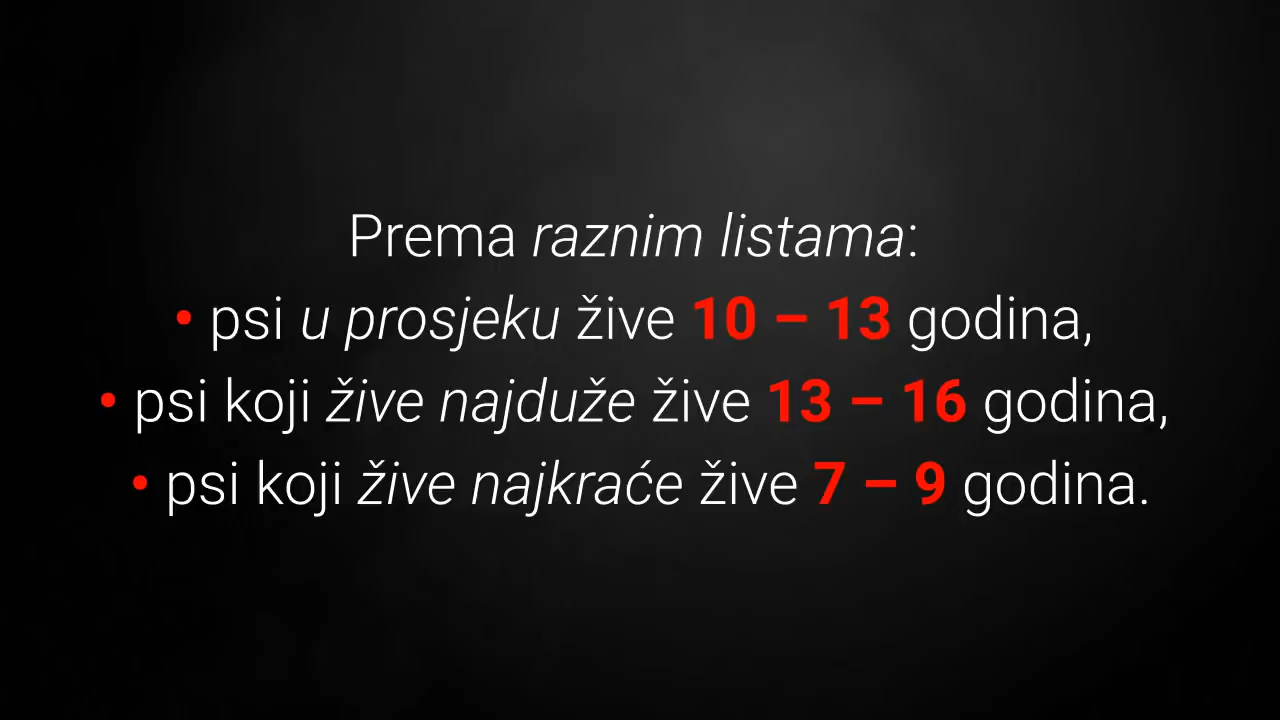 Prema raznim listama:
• psi u prosjeku žive 10 – 13 godina,
• psi koji žive najduže žive 13 – 16 godina,
• psi koji žive najkraće žive 7 – 9 godina.